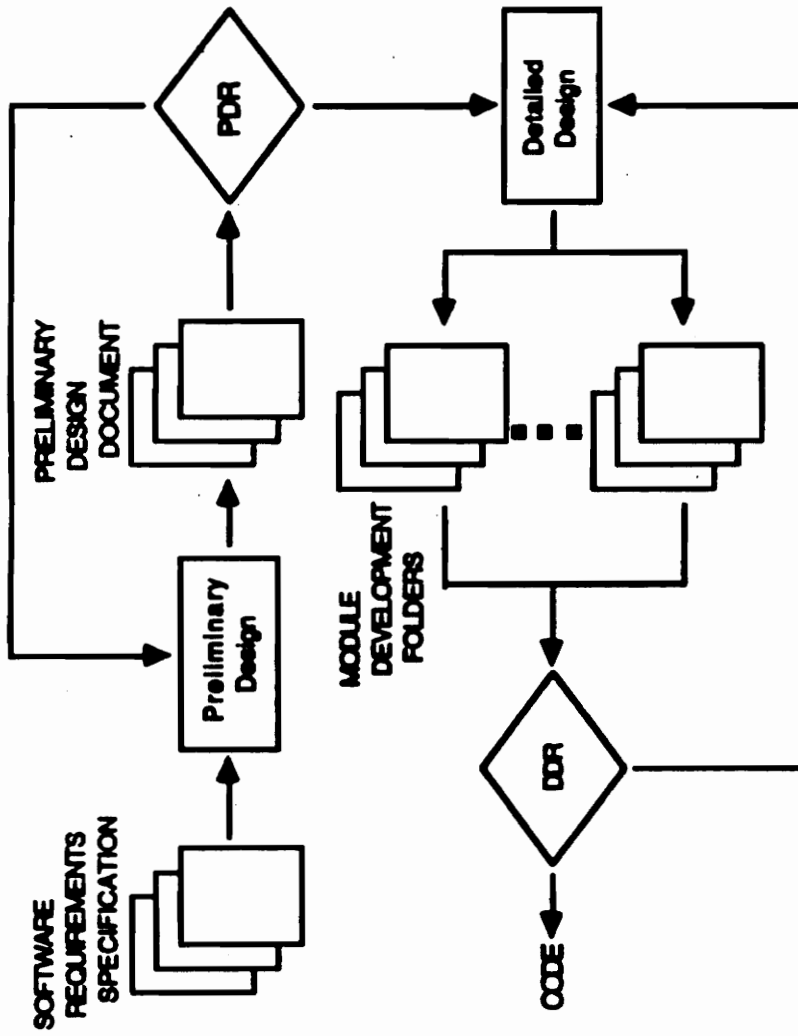 SOFTWARE
REQUIREMENTS
SPECIFICATION
Preliminary
Design
PRELIMINARY
DESIGN
DOCUMENT
PDR
Detailed
Design
MODULE
DEVELOPMENT
FOLDERS
DDR
CODE